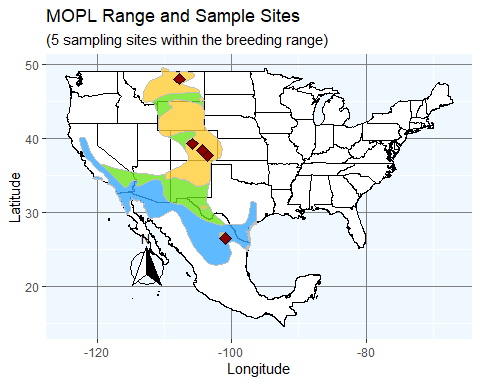 MOPL Range and Sample Sites
(5 sampling sites within the breeding range)
50
40
30
20
Latitude
N
-120
-100
-80
Longitude